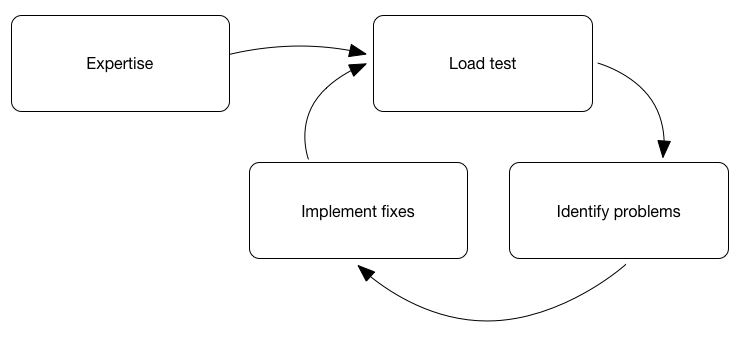 Expertise
Load test
Implement fixes
Identify problems